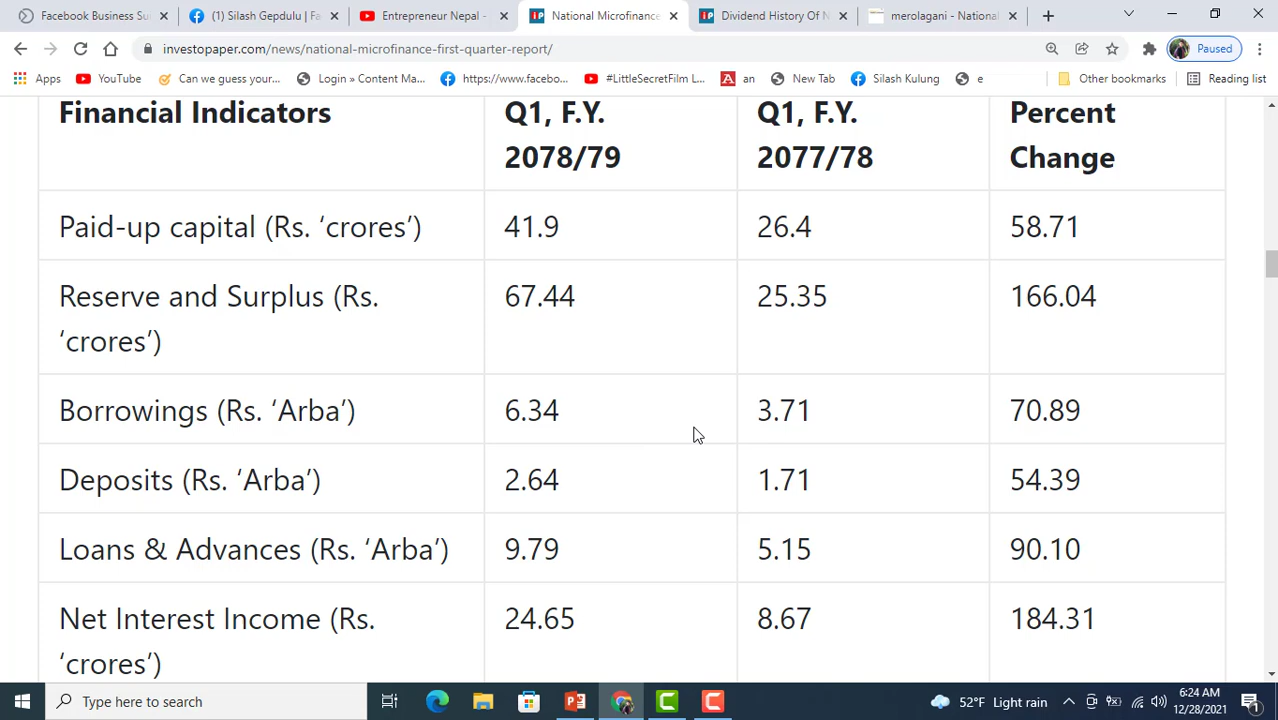 Facebook Business Su
(1) Silash Gepdulu | Fa
Entrepreneur Nepal -
National Microfinance
Dividend History Of N
merolagani - National
investopaper.com/news/national-microfinance-first-quarter-report/
Paused
Apps
YouTube
Can we guess your...
Login » Content Ma...
https://www.facebo...
#LittleSecretFilm L...
an
New Tab
Silash Kulung
e
Other bookmarks
Reading list
Financial Indicators
Q1, F.Y.
2078/79
Q1, F.Y.
2077/78
Percent
Change
Paid-up capital (Rs. ‘crores’)
41.9
26.4
58.71
Reserve and Surplus (Rs.
‘crores’)
67.44
25.35
166.04
Borrowings (Rs. ‘Arba’)
6.34
3.71
70.89
Deposits (Rs. ‘Arba’)
2.64
1.71
54.39
Loans & Advances (Rs. ‘Arba’)
9.79
5.15
90.10
Net Interest Income (Rs.
‘crores’)
24.65
8.67
184.31
Type here to search
52°F Light rain
6:24 AM
12/28/2021